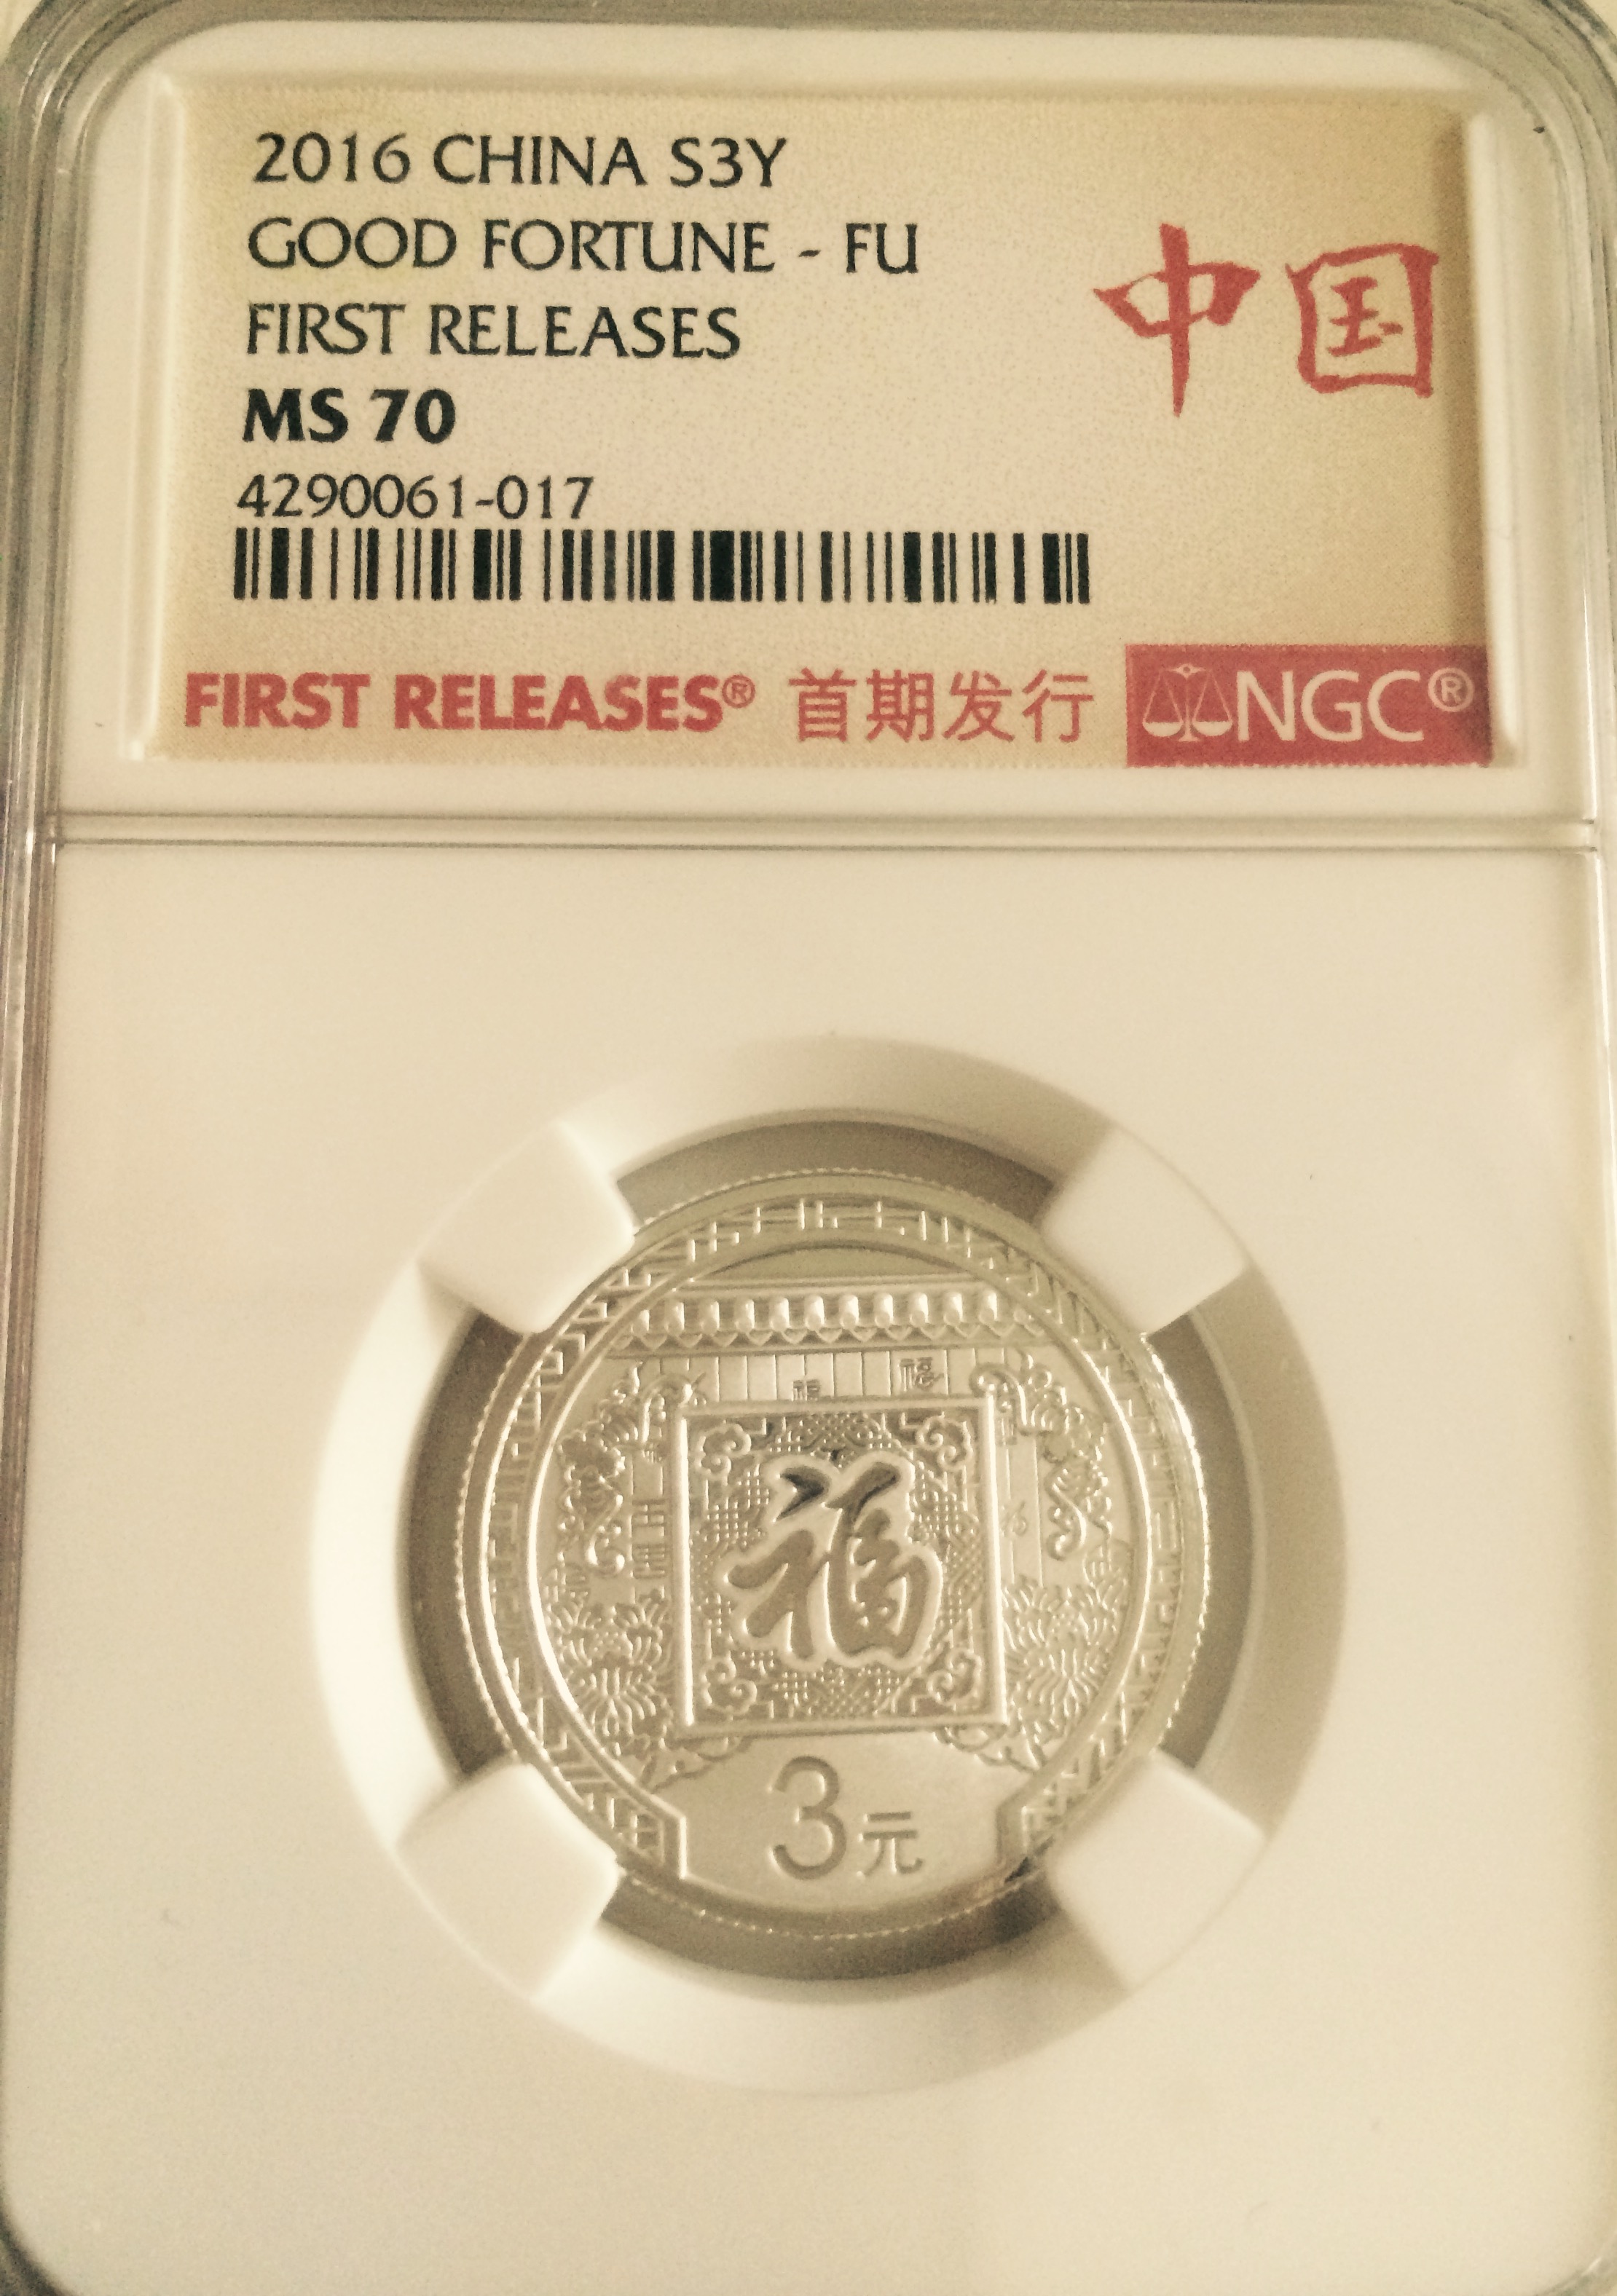 2016 CHINA S3Y
GOOD FORTUNE - FU
FIRST RELEASES
MS 70
4290061-017
中国
FIRST RELEASES® 首期发行 NGC®
福
福
3元